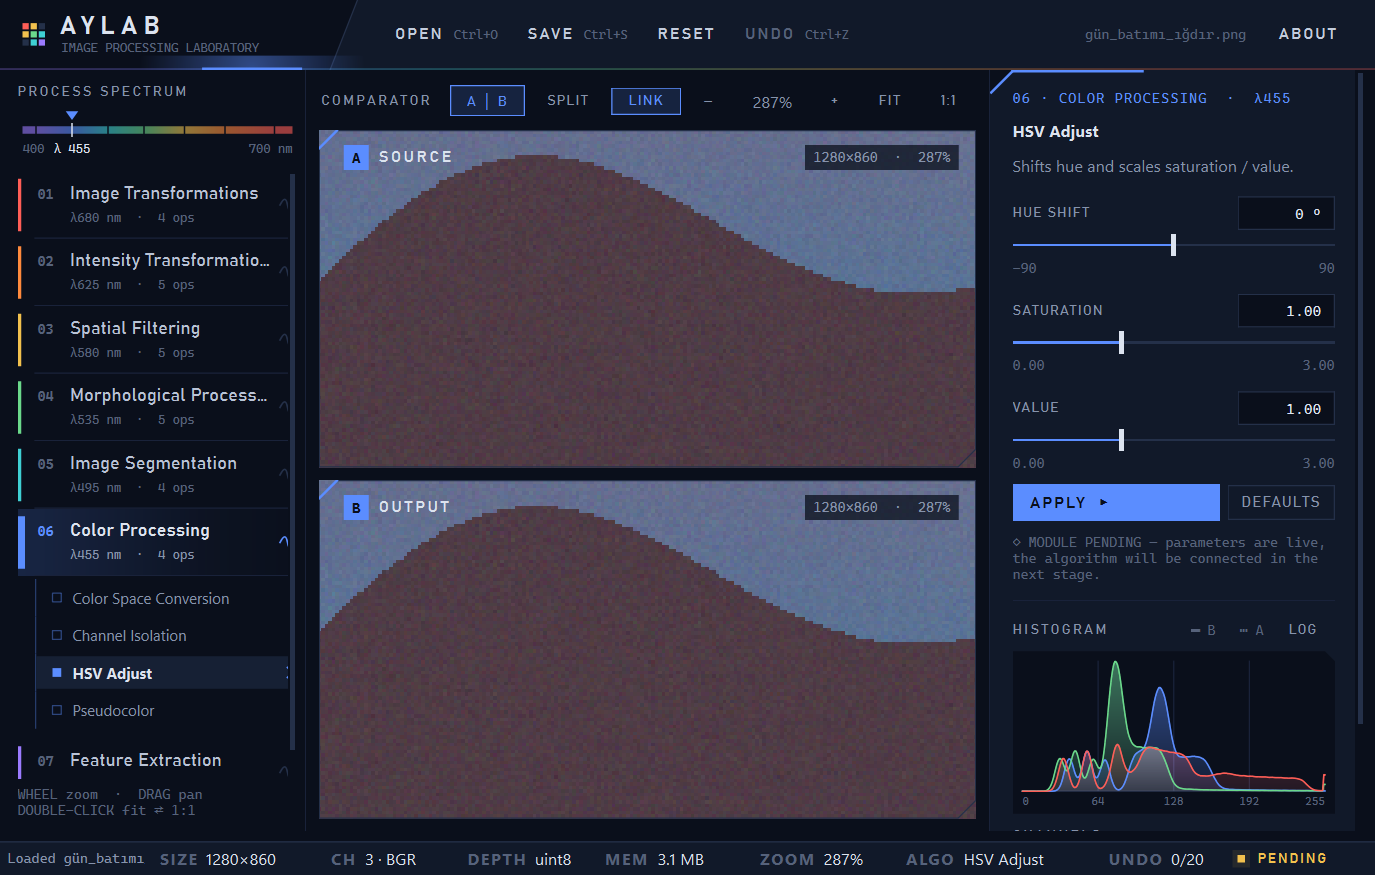 AYLAB
IMAGE PROCESSING LABORATORY
OPEN Ctrl+O SAVE Ctrl+S RESET UNDO Ctrl+Z
gün_batımı_ığdır.png ABOUT
PROCESS SPECTRUM
400 λ 455 700 nm
01 Image Transformations
λ680 nm · 4 ops
02 Intensity Transformatio…
λ625 nm · 5 ops
03 Spatial Filtering
λ580 nm · 5 ops
04 Morphological Process…
λ535 nm · 5 ops
05 Image Segmentation
λ495 nm · 4 ops
06 Color Processing
λ455 nm · 4 ops
Color Space Conversion
Channel Isolation
HSV Adjust
Pseudocolor
07 Feature Extraction
WHEEL zoom · DRAG pan
DOUBLE-CLICK fit ⇄ 1:1
COMPARATOR A | B SPLIT LINK − 287% + FIT 1:1
A SOURCE 1280×860 · 287%
B OUTPUT 1280×860 · 287%
06 · COLOR PROCESSING · λ455
HSV Adjust
Shifts hue and scales saturation / value.
HUE SHIFT 0 º
−90 90
SATURATION 1.00
0.00 3.00
VALUE 1.00
0.00 3.00
APPLY ▸ DEFAULTS
◇ MODULE PENDING — parameters are live,
the algorithm will be connected in the
next stage.
HISTOGRAM B A LOG
0 64 128 192 255
Loaded gün_batımı SIZE 1280×860 CH 3 · BGR DEPTH uint8 MEM 3.1 MB ZOOM 287% ALGO HSV Adjust UNDO 0/20 PENDING